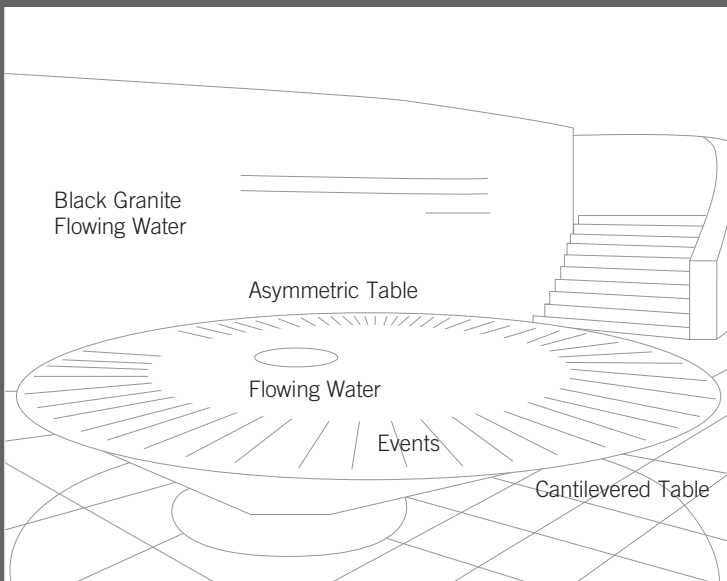 Black Granite
Flowing Water
Asymmetric Table
Flowing Water
Events
Cantilevered Table